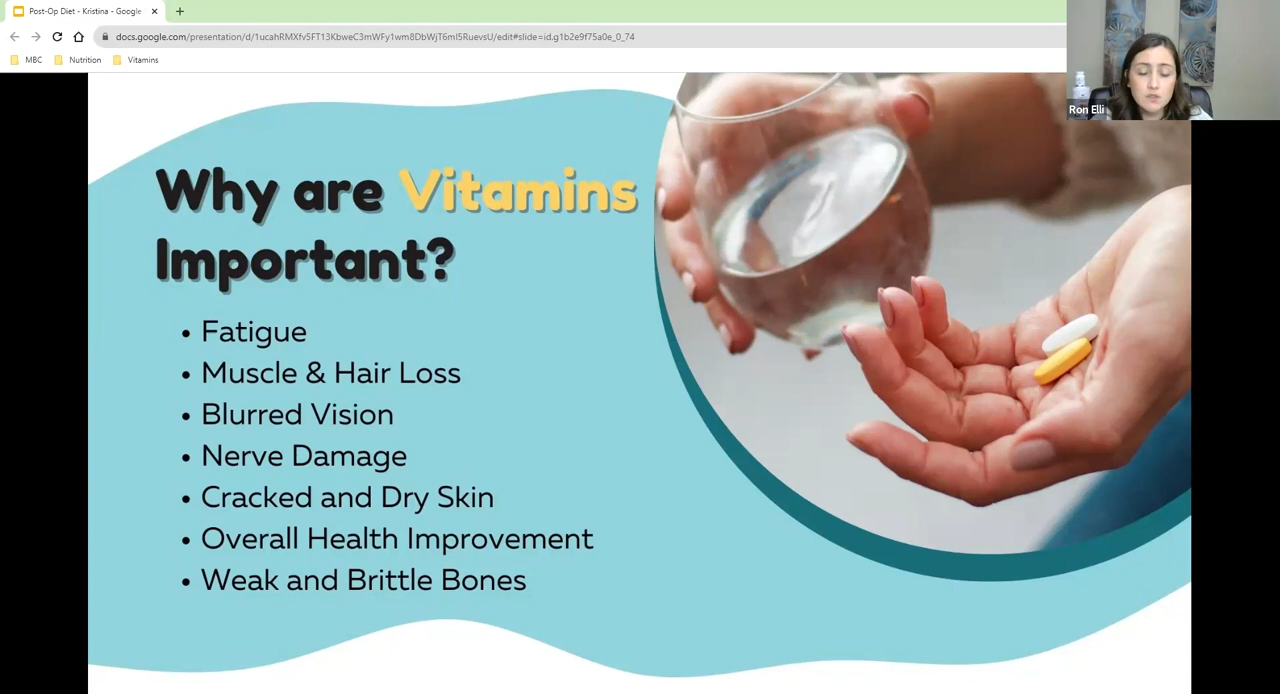 Post-Op Diet - Kristina - Google
docs.google.com/presentation/d/1ucahRMXfv5FT13KbweC3mWFy1wm8DbWjT6ml5RuevsU/edit#slide=id.g1b2e9f75a0e_0_74
MBC
Nutrition
Vitamins
Ron Elli
Why are Vitamins
Important?
• Fatigue
• Muscle & Hair Loss
• Blurred Vision
• Nerve Damage
• Cracked and Dry Skin
• Overall Health Improvement
• Weak and Brittle Bones